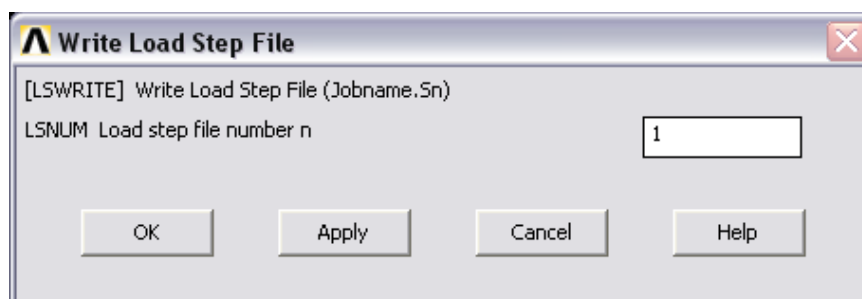 Write Load Step File
[LSWRITE] Write Load Step File (Jobname.Sn)
LSNUM Load step file number n 1
OK Apply Cancel Help